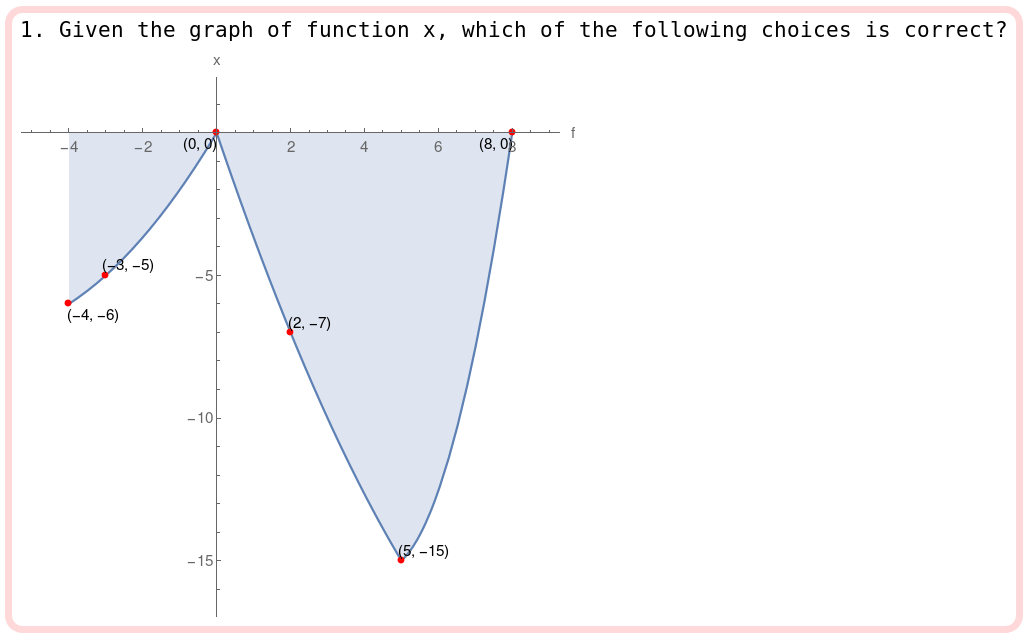 1. Given the graph of function x, which of the following choices is correct?
x
f
−4 −2 2 4 6 8
(0, 0) (8, 0)
(−3, −5)
−5
(−4, −6)
(2, −7)
−10
(5, −15)
−15